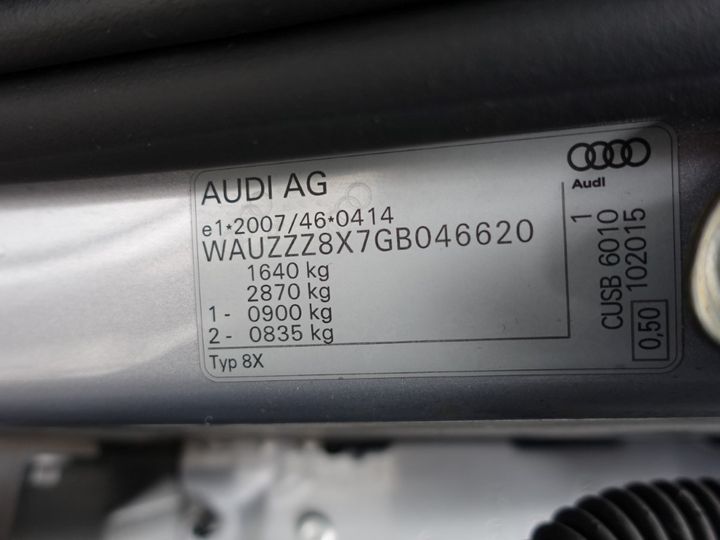 AUDI AG
Audi
e1*2007/46*0414
WAUZZZ8X7GB046620
1640 kg
2870 kg
1 - 0900 kg
2 - 0835 kg
Typ 8X
1
CUSB 6010
102015
0,50